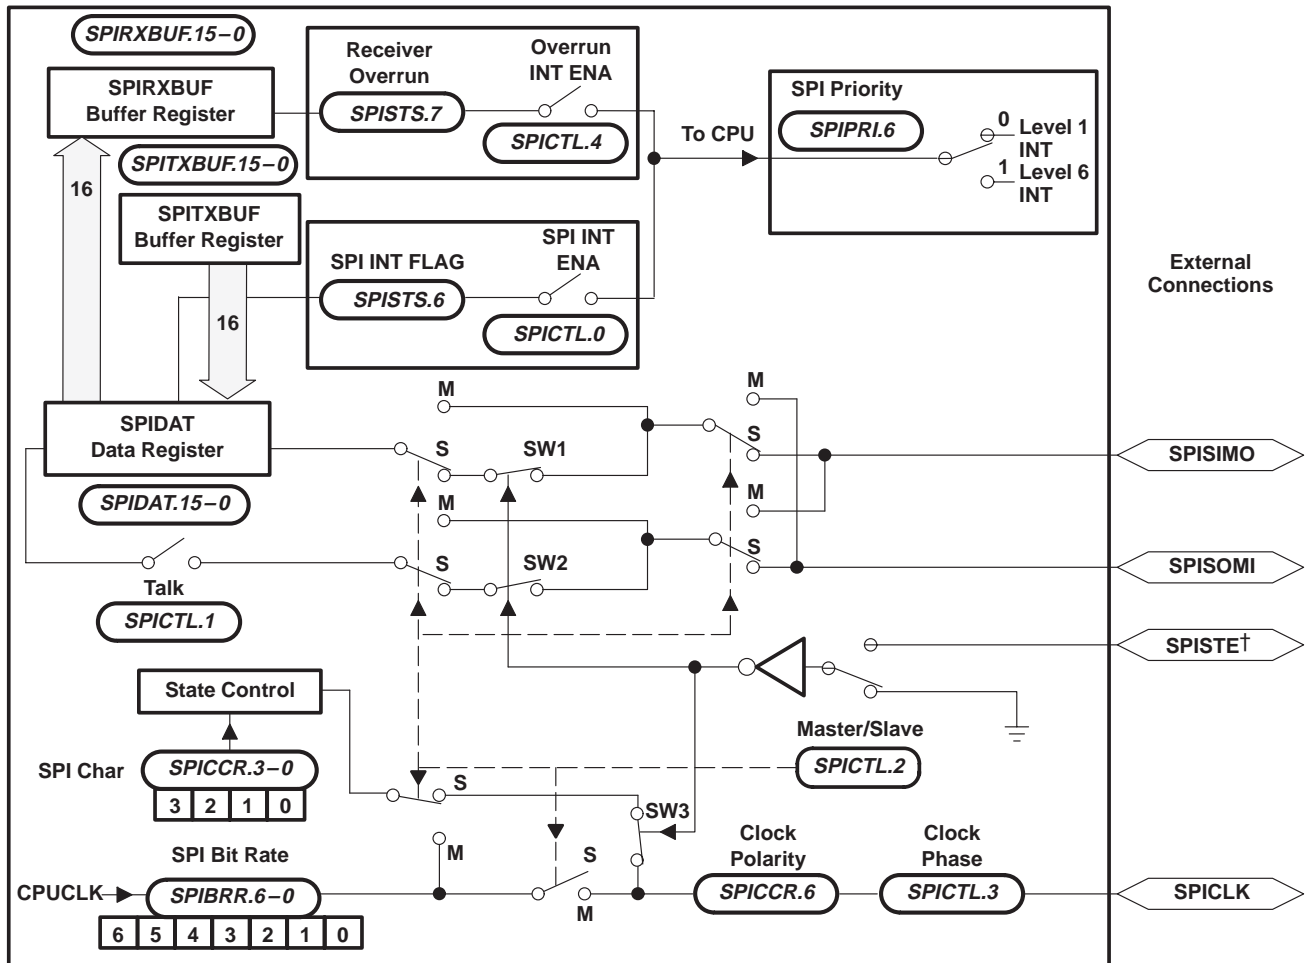 SPIRXBUF.15–0
SPIRXBUF
Buffer Register
Receiver
Overrun
SPISTS.7
Overrun
INT ENA
SPICTL.4
To CPU
SPI Priority
SPIPRI.6
0
Level 1
INT
1
Level 6
INT
SPITXBUF.15–0
16
SPITXBUF
Buffer Register
16
SPI INT FLAG
SPISTS.6
SPI INT
ENA
SPICTL.0
External
Connections
SPIDAT
Data Register
SPIDAT.15–0
M
S
SW1
M
S
SPISIMO
M
S
SW2
M
S
SPISOMI
Talk
SPICTL.1
SPISTE†
State Control
Master/Slave
SPICTL.2
SPI Char
SPICCR.3–0
3 2 1 0
S
M
SW3
SPI Bit Rate
CPUCLK
SPIBRR.6–0
6 5 4 3 2 1 0
S
M
Clock
Polarity
SPICCR.6
Clock
Phase
SPICTL.3
SPICLK